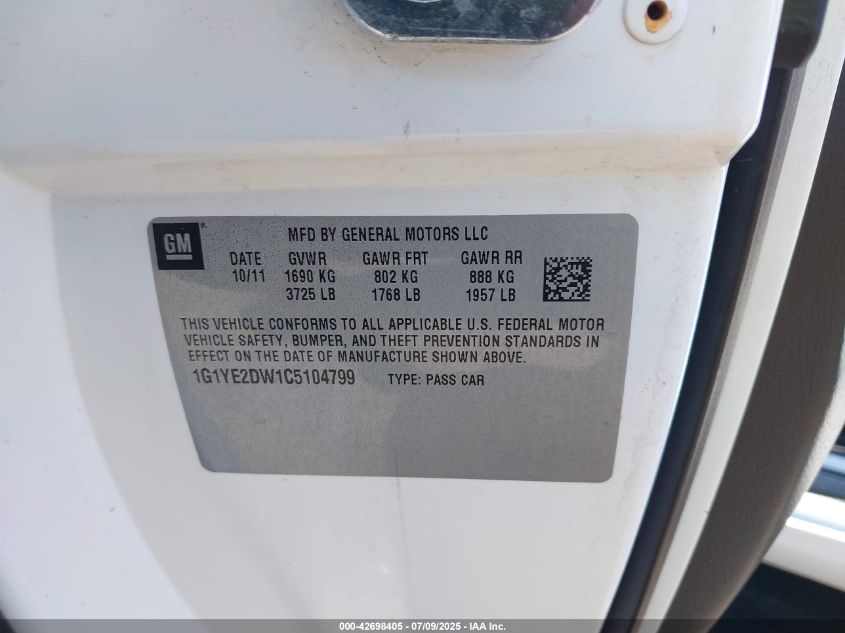 GM ®
MFD BY GENERAL MOTORS LLC
DATE GVWR GAWR FRT GAWR RR
10/11 1690 KG 802 KG 888 KG
3725 LB 1768 LB 1957 LB
THIS VEHICLE CONFORMS TO ALL APPLICABLE U.S. FEDERAL MOTOR
VEHICLE SAFETY, BUMPER, AND THEFT PREVENTION STANDARDS IN
EFFECT ON THE DATE OF MANUFACTURE SHOWN ABOVE.
1G1YE2DW1C5104799 TYPE: PASS CAR
000-42698405 - 07/09/2025 - IAA Inc.